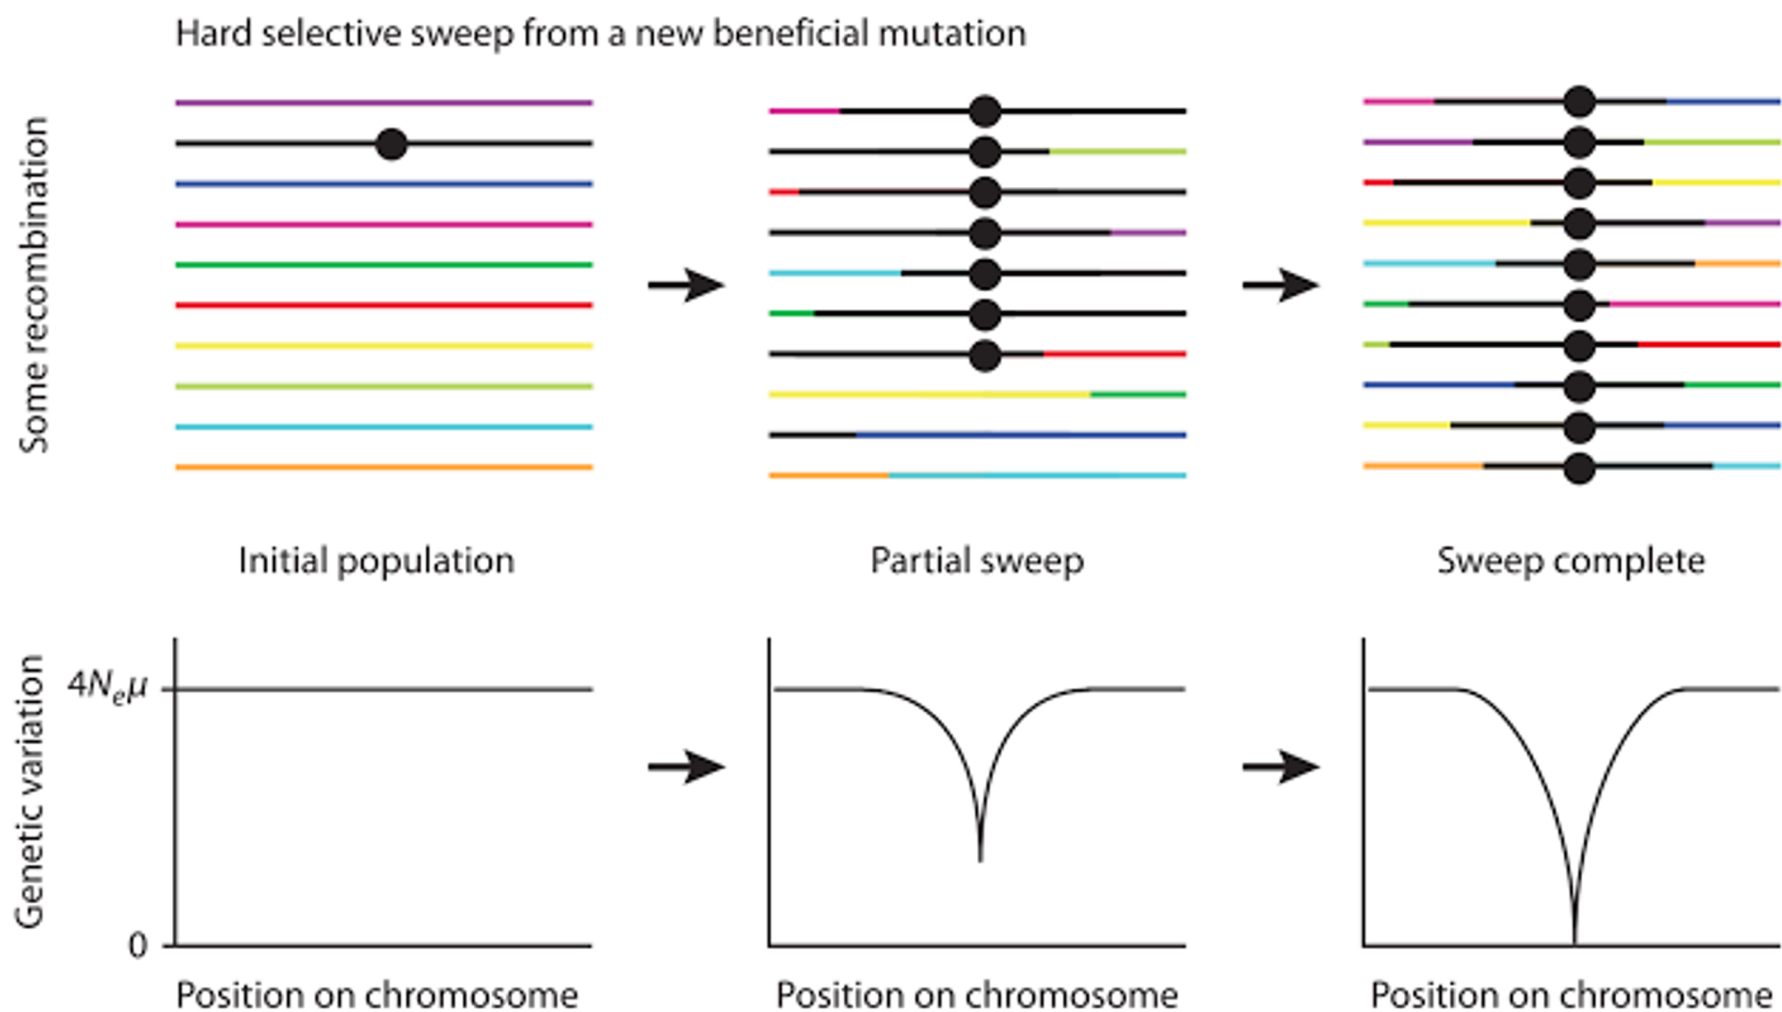 Hard selective sweep from a new beneficial mutation
Some recombination
Initial population
Partial sweep
Sweep complete
Genetic variation
4Nₑμ
0
Position on chromosome
Position on chromosome
Position on chromosome